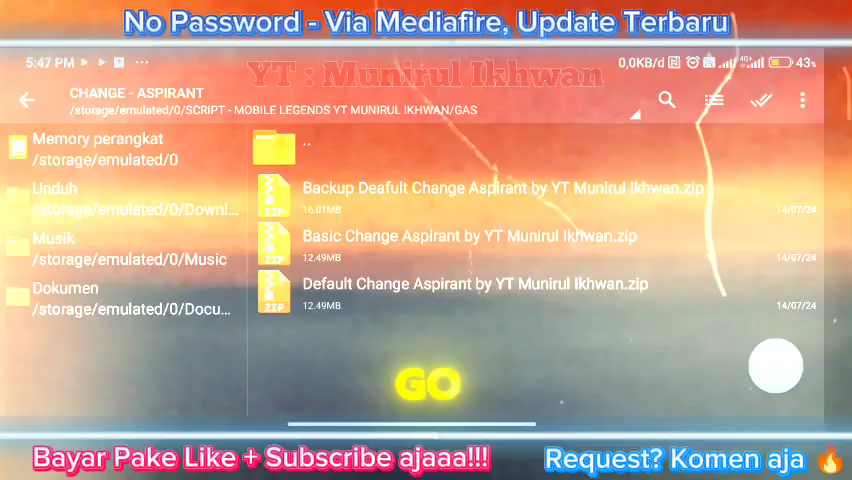 No Password - Via Mediafire, Update Terbaru
5:47 PM
0,0KB/d
4G+
43%
YT : Munirul Ikhwan
CHANGE - ASPIRANT
/storage/emulated/0/SCRIPT - MOBILE LEGENDS YT MUNIRUL IKHWAN/GAS
Memory perangkat
/storage/emulated/0
Unduh
/storage/emulated/0/Downl...
Musik
/storage/emulated/0/Music
Dokumen
/storage/emulated/0/Docu...
..
ZIP
Backup Deafult Change Aspirant by YT Munirul Ikhwan.zip
16.01MB
14/07/24
ZIP
Basic Change Aspirant by YT Munirul Ikhwan.zip
12.49MB
14/07/24
ZIP
Default Change Aspirant by YT Munirul Ikhwan.zip
12.49MB
14/07/24
GO
Bayar Pake Like + Subscribe ajaaa!!!
Request? Komen aja 🔥